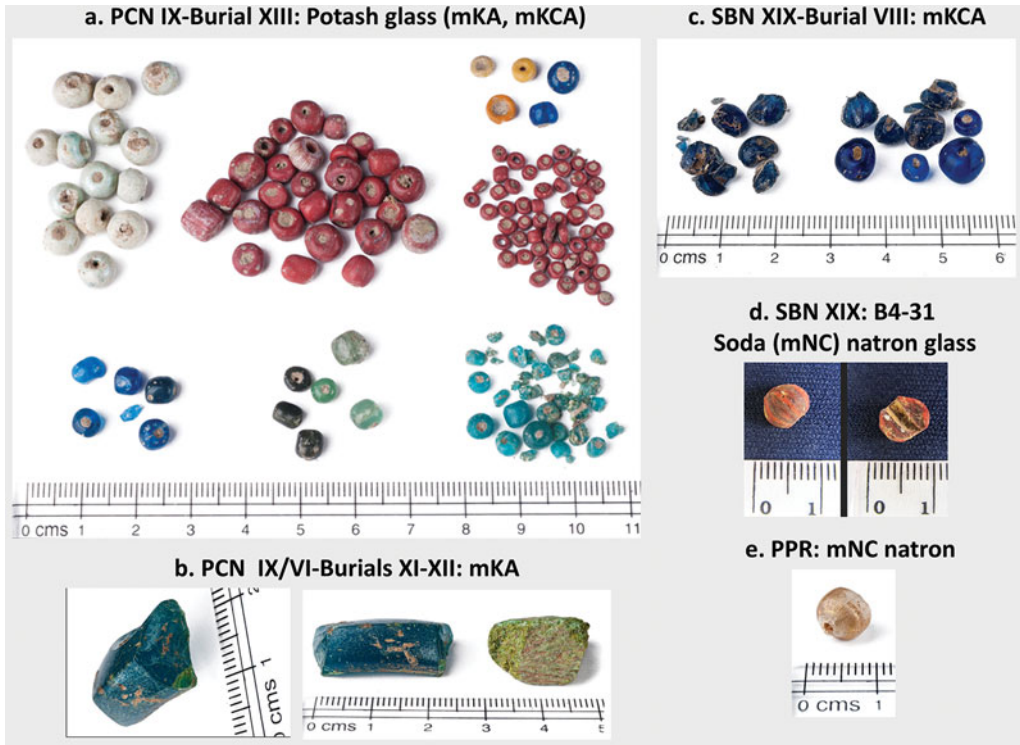 a. PCN IX-Burial XIII: Potash glass (mKA, mKCA)
0 cms 1 2 3 4 5 6 7 8 9 10 11
b. PCN IX/VI-Burials XI-XII: mKA
cms 1 2
0 cms 1 2 3 4 5
c. SBN XIX-Burial VIII: mKCA
0 cms 1 2 3 4 5 6
d. SBN XIX: B4-31
Soda (mNC) natron glass
0 1
0 1
e. PPR: mNC natron
0 cms 1